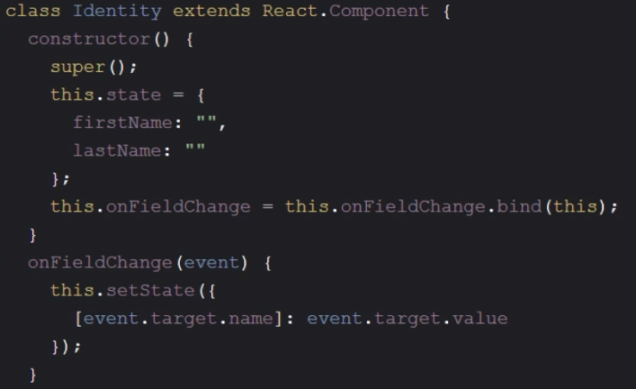 class Identity extends React.Component {
constructor() {
super();
this.state = {
firstName: "",
lastName: ""
};
this.onFieldChange = this.onFieldChange.bind(this);
}
onFieldChange(event) {
this.setState({
[event.target.name]: event.target.value
});
}